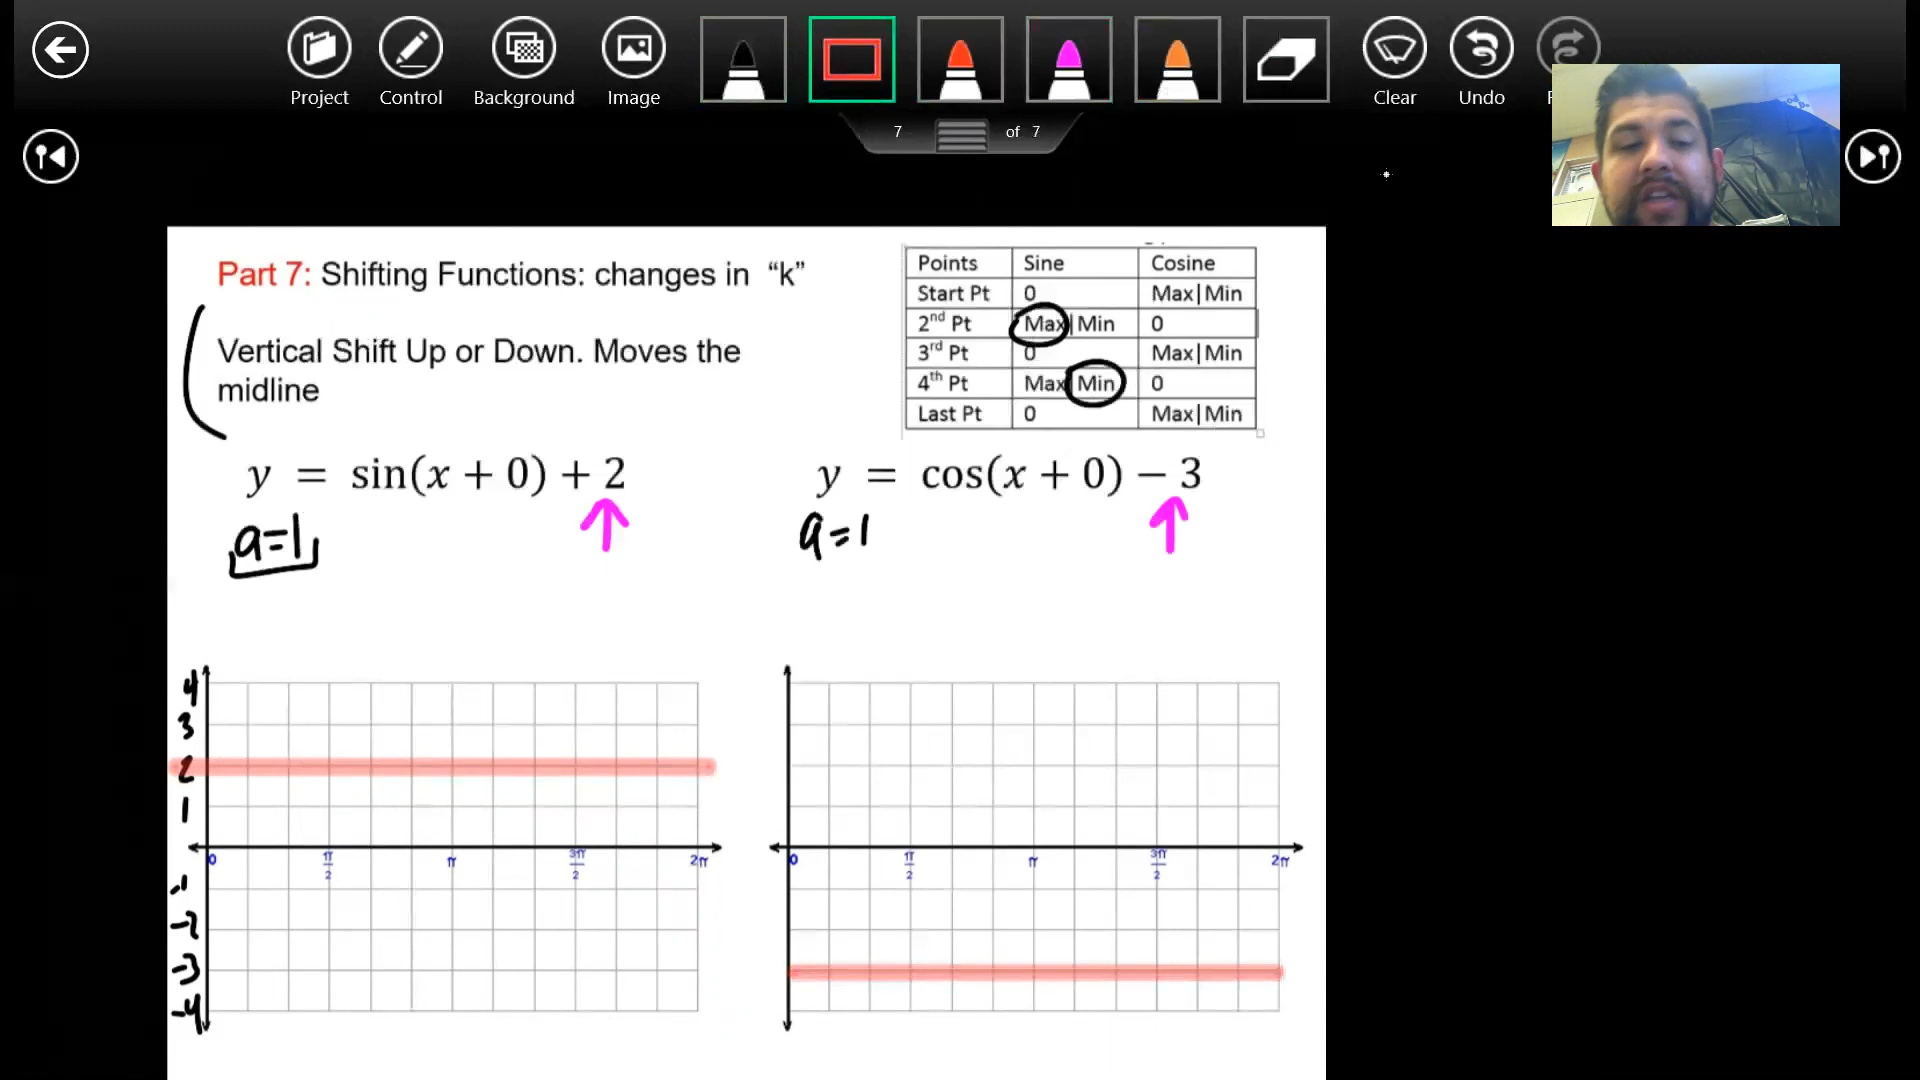 Project Control Background Image Clear Undo
7 of 7
Part 7: Shifting Functions: changes in “k”
Vertical Shift Up or Down. Moves the
midline
Points Sine Cosine
Start Pt 0 Max|Min
2nd Pt Max|Min 0
3rd Pt 0 Max|Min
4th Pt Max|Min 0
Last Pt 0 Max|Min
y = sin(x + 0) + 2
a=1
y = cos(x + 0) − 3
a=1
4
3
2
1
-1
-2
-3
-4
0 π/2 π 3π/2 2π
0 π/2 π 3π/2 2π